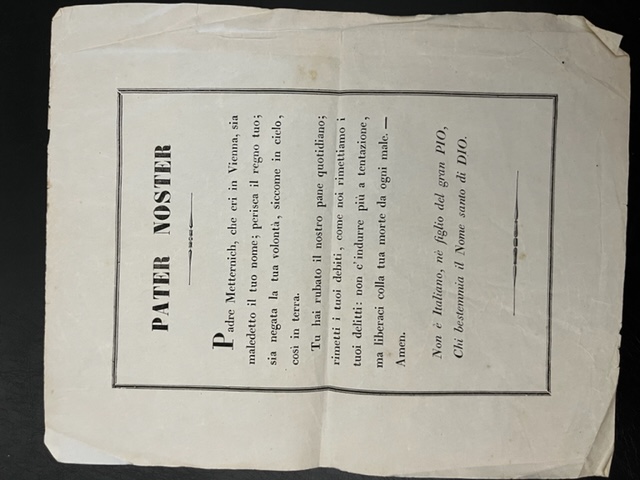 PATER NOSTER
Padre Metternich, che eri in Vienna, sia
maledetto il tuo nome; perisca il regno tuo;
sia negata la tua volontà, siccome in cielo,
così in terra.
Tu hai rubato il nostro pane quotidiano;
rimetti i tuoi debiti, come noi rimettiamo i
tuoi delitti: non c'indurre più a tentazione,
ma liberaci colla tua morte da ogni male. —
Amen.
Non è Italiano, nè figlio del gran PIO,
Chi bestemmia il Nome santo di DIO.